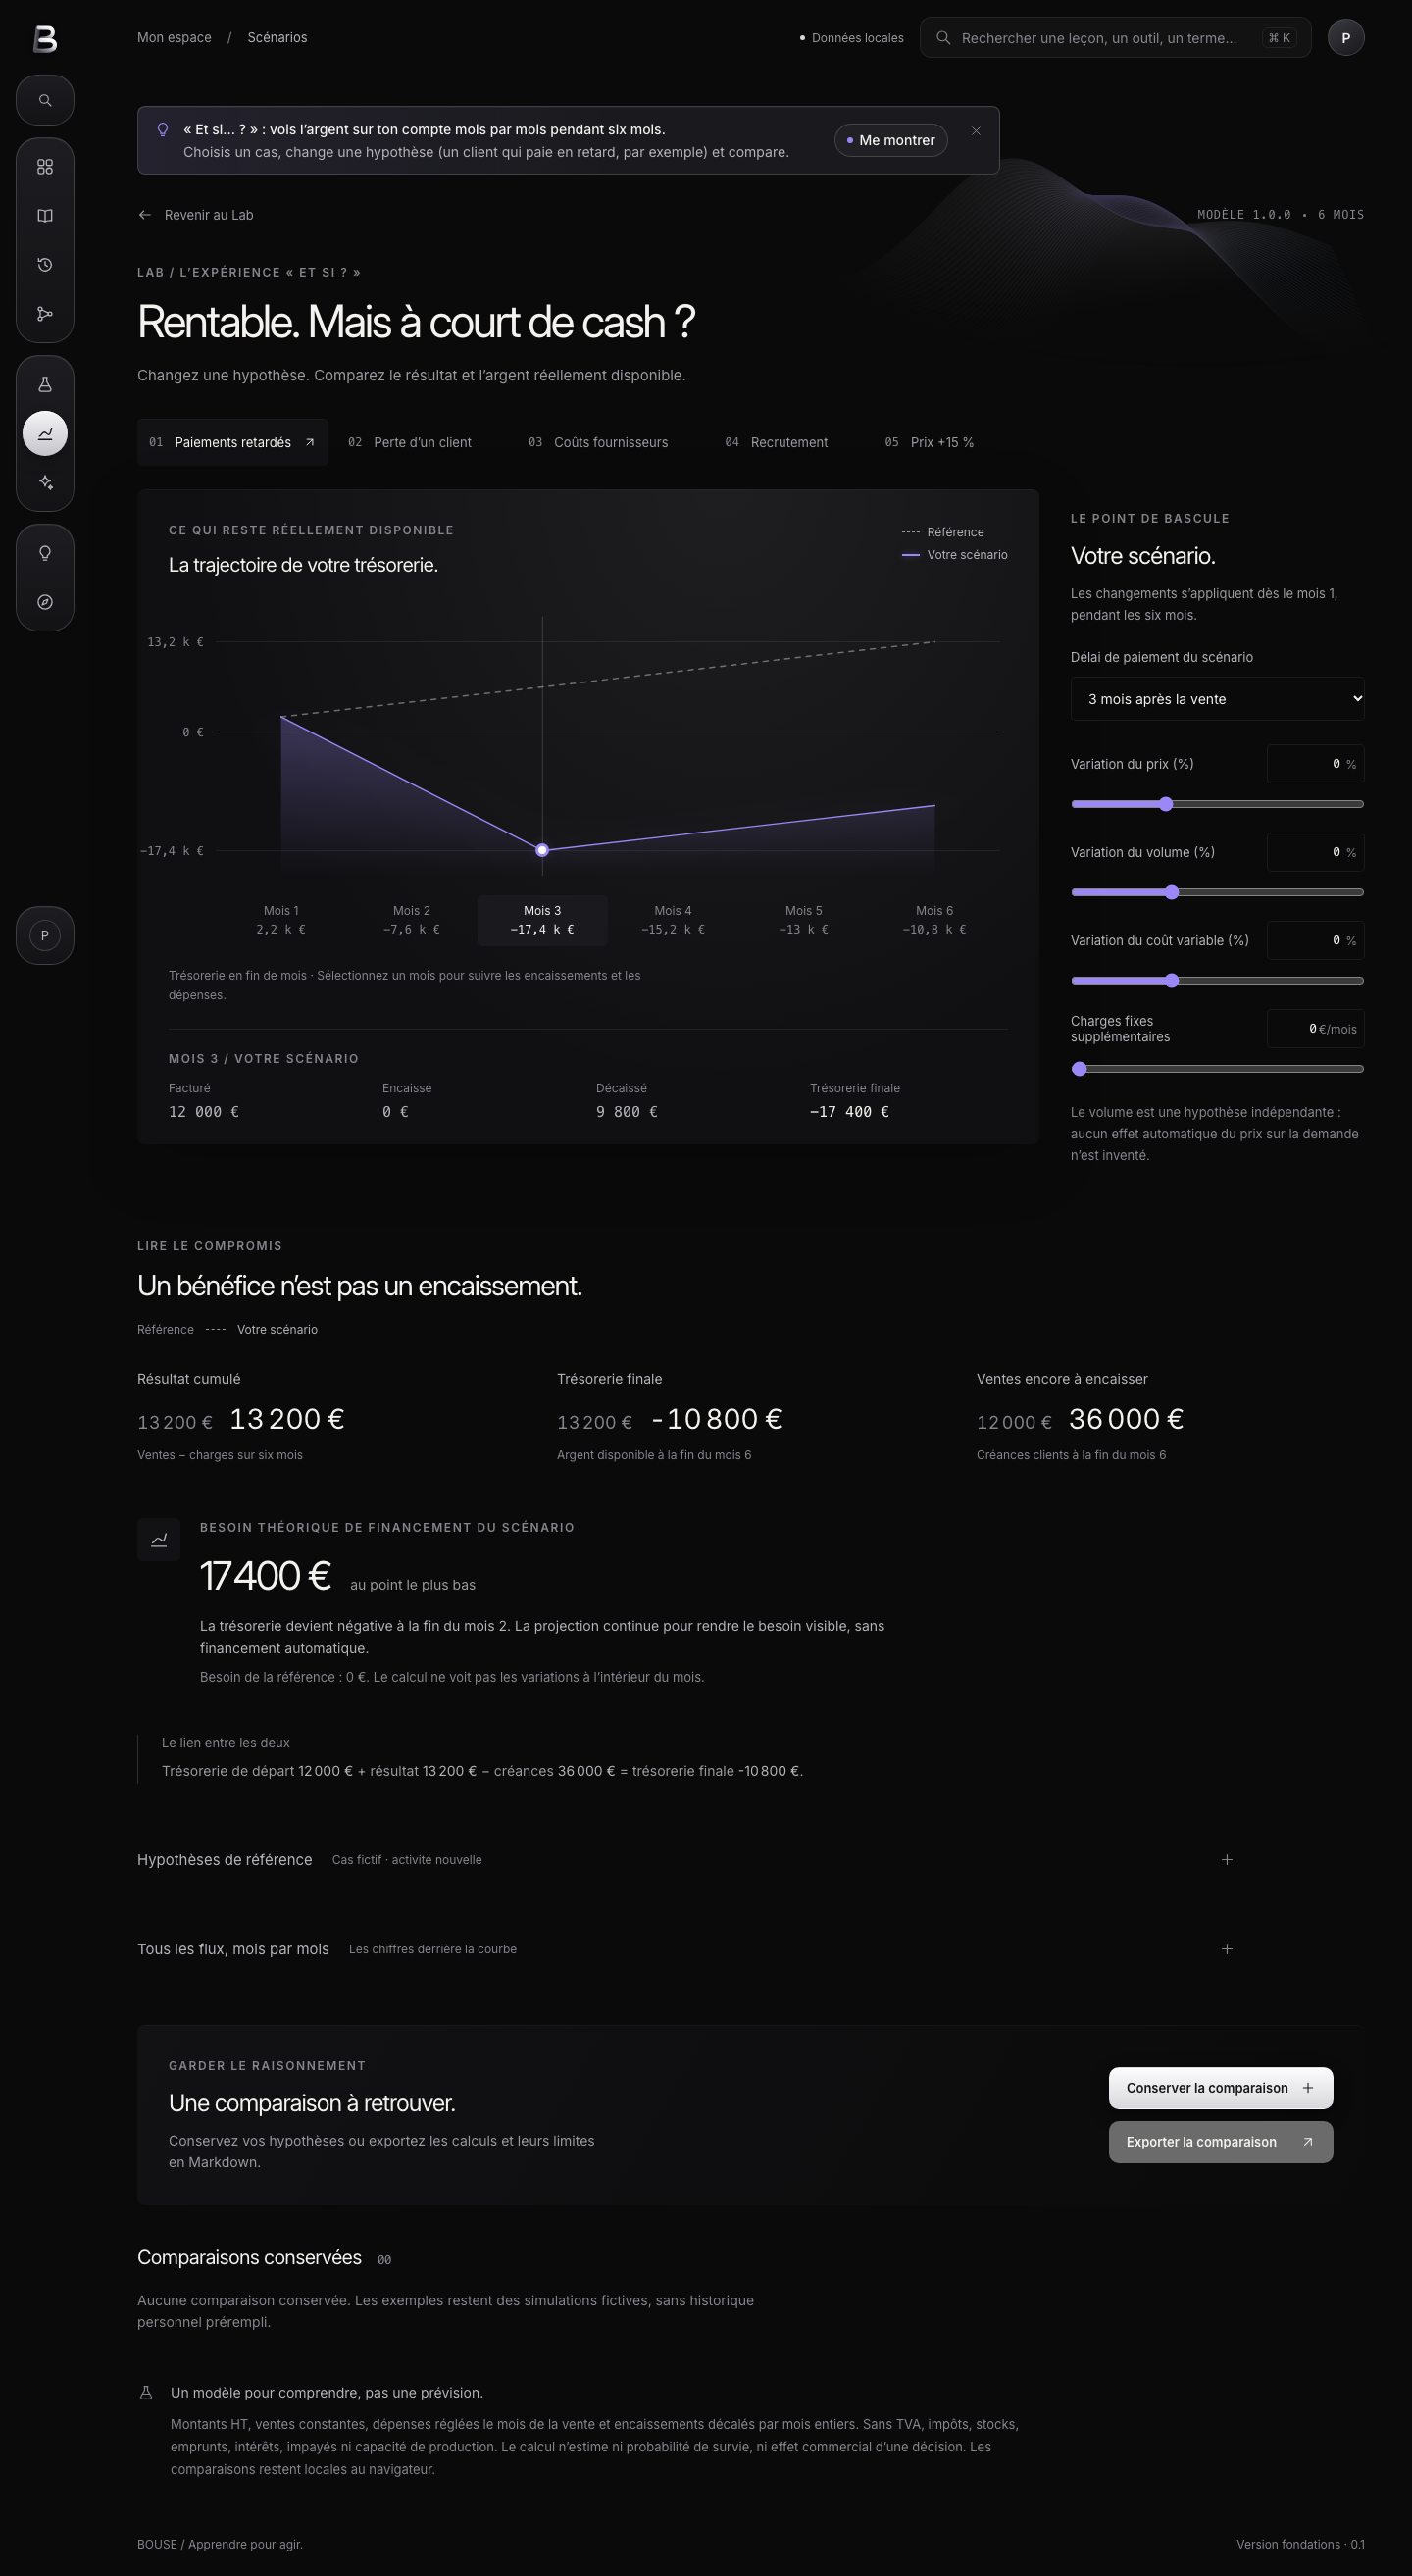 B
Mon espace / Scénarios
Données locales
Rechercher une leçon, un outil, un terme...
⌘ K
P
« Et si... ? » : vois l’argent sur ton compte mois par mois pendant six mois.
Choisis un cas, change une hypothèse (un client qui paie en retard, par exemple) et compare.
Me montrer
Revenir au Lab
MODÈLE 1.0.0 • 6 MOIS
LAB / L’EXPÉRIENCE « ET SI ? »
Rentable. Mais à court de cash ?
Changez une hypothèse. Comparez le résultat et l’argent réellement disponible.
01 Paiements retardés
02 Perte d’un client
03 Coûts fournisseurs
04 Recrutement
05 Prix +15 %
CE QUI RESTE RÉELLEMENT DISPONIBLE
La trajectoire de votre trésorerie.
Référence
Votre scénario
13,2 k €
0 €
−17,4 k €
Mois 1
2,2 k €
Mois 2
−7,6 k €
Mois 3
−17,4 k €
Mois 4
−15,2 k €
Mois 5
−13 k €
Mois 6
−10,8 k €
Trésorerie en fin de mois · Sélectionnez un mois pour suivre les encaissements et les
dépenses.
MOIS 3 / VOTRE SCÉNARIO
Facturé
12 000 €
Encaissé
0 €
Décaissé
9 800 €
Trésorerie finale
−17 400 €
LE POINT DE BASCULE
Votre scénario.
Les changements s’appliquent dès le mois 1,
pendant les six mois.
Délai de paiement du scénario
3 mois après la vente
Variation du prix (%)
0 %
Variation du volume (%)
0 %
Variation du coût variable (%)
0 %
Charges fixes
supplémentaires
0 €/mois
Le volume est une hypothèse indépendante :
aucun effet automatique du prix sur la demande
n’est inventé.
P
LIRE LE COMPROMIS
Un bénéfice n’est pas un encaissement.
Référence
Votre scénario
Résultat cumulé
13 200 € 13 200 €
Ventes − charges sur six mois
Trésorerie finale
13 200 € -10 800 €
Argent disponible à la fin du mois 6
Ventes encore à encaisser
12 000 € 36 000 €
Créances clients à la fin du mois 6
BESOIN THÉORIQUE DE FINANCEMENT DU SCÉNARIO
17 400 € au point le plus bas
La trésorerie devient négative à la fin du mois 2. La projection continue pour rendre le besoin visible, sans
financement automatique.
Besoin de la référence : 0 €. Le calcul ne voit pas les variations à l’intérieur du mois.
Le lien entre les deux
Trésorerie de départ 12 000 € + résultat 13 200 € − créances 36 000 € = trésorerie finale -10 800 €.
Hypothèses de référence Cas fictif · activité nouvelle
Tous les flux, mois par mois Les chiffres derrière la courbe
GARDER LE RAISONNEMENT
Une comparaison à retrouver.
Conservez vos hypothèses ou exportez les calculs et leurs limites
en Markdown.
Conserver la comparaison
Exporter la comparaison
Comparaisons conservées 00
Aucune comparaison conservée. Les exemples restent des simulations fictives, sans historique
personnel prérempli.
Un modèle pour comprendre, pas une prévision.
Montants HT, ventes constantes, dépenses réglées le mois de la vente et encaissements décalés par mois entiers. Sans TVA, impôts, stocks,
emprunts, intérêts, impayés ni capacité de production. Le calcul n’estime ni probabilité de survie, ni effet commercial d’une décision. Les
comparaisons restent locales au navigateur.
BOUSE / Apprendre pour agir.
Version fondations · 0.1